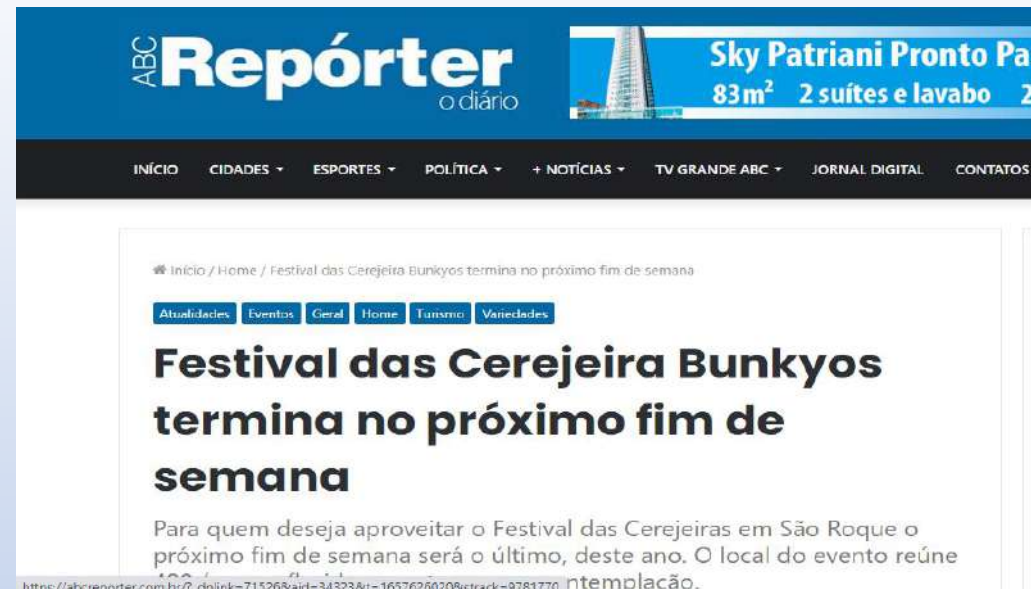 ABC Repórter
o diário
Sky Patriani Pronto Pa
83m² 2 suítes e lavabo 2
INÍCIO CIDADES ESPORTES POLÍTICA + NOTÍCIAS TV GRANDE ABC JORNAL DIGITAL CONTATOS
Início / Home / Festival das Cerejeira Bunkyos termina no próximo fim de semana
Atualidades Eventos Geral Home Turismo Variedades
Festival das Cerejeira Bunkyos
termina no próximo fim de
semana
Para quem deseja aproveitar o Festival das Cerejeiras em São Roque o
próximo fim de semana será o último, deste ano. O local do evento reúne
ntemplação.